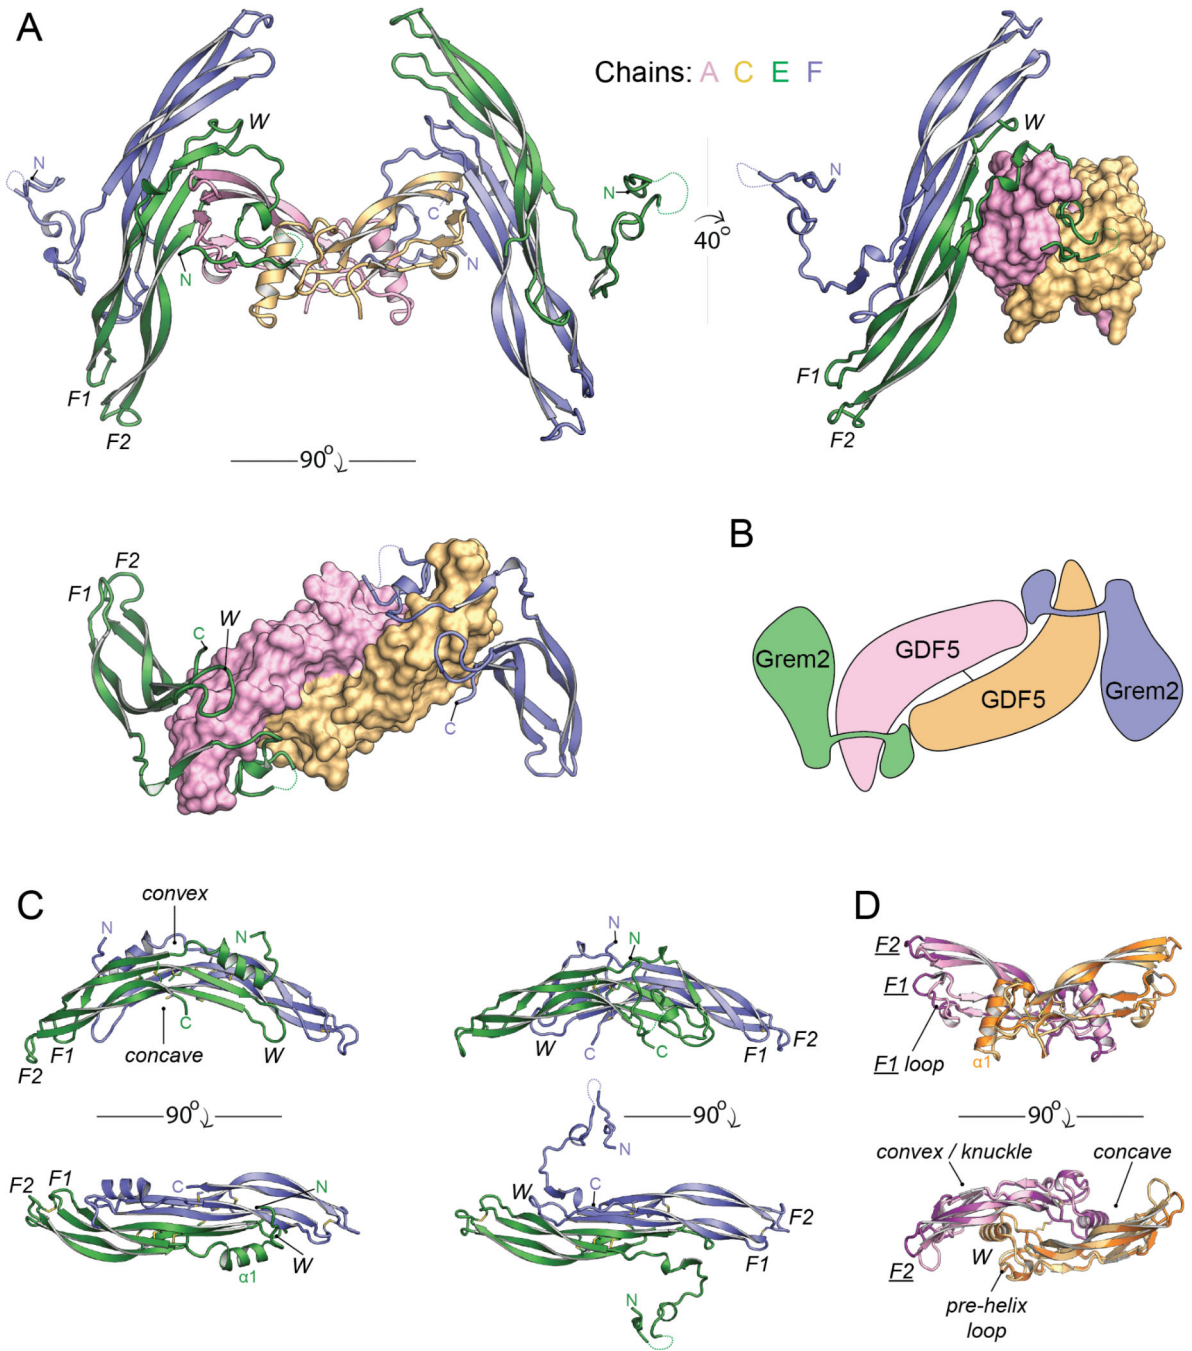 A
Chains: A C E F
W
W
N
N
N
C
N
N
40°
F1
F2
F1
F2
90°
B
F2
F1
W
C
C
Grem2
GDF5
GDF5
Grem2
C
convex
N
N
C
concave
F1
F2
W
N
N
W
C
C
F1
F2
D
F2
F1
F1 loop
α1
90°
90°
90°
F2
F1
C
N
W
α1
N
W
C
F2
F1
N
convex / knuckle
concave
F2
W
pre-helix
loop